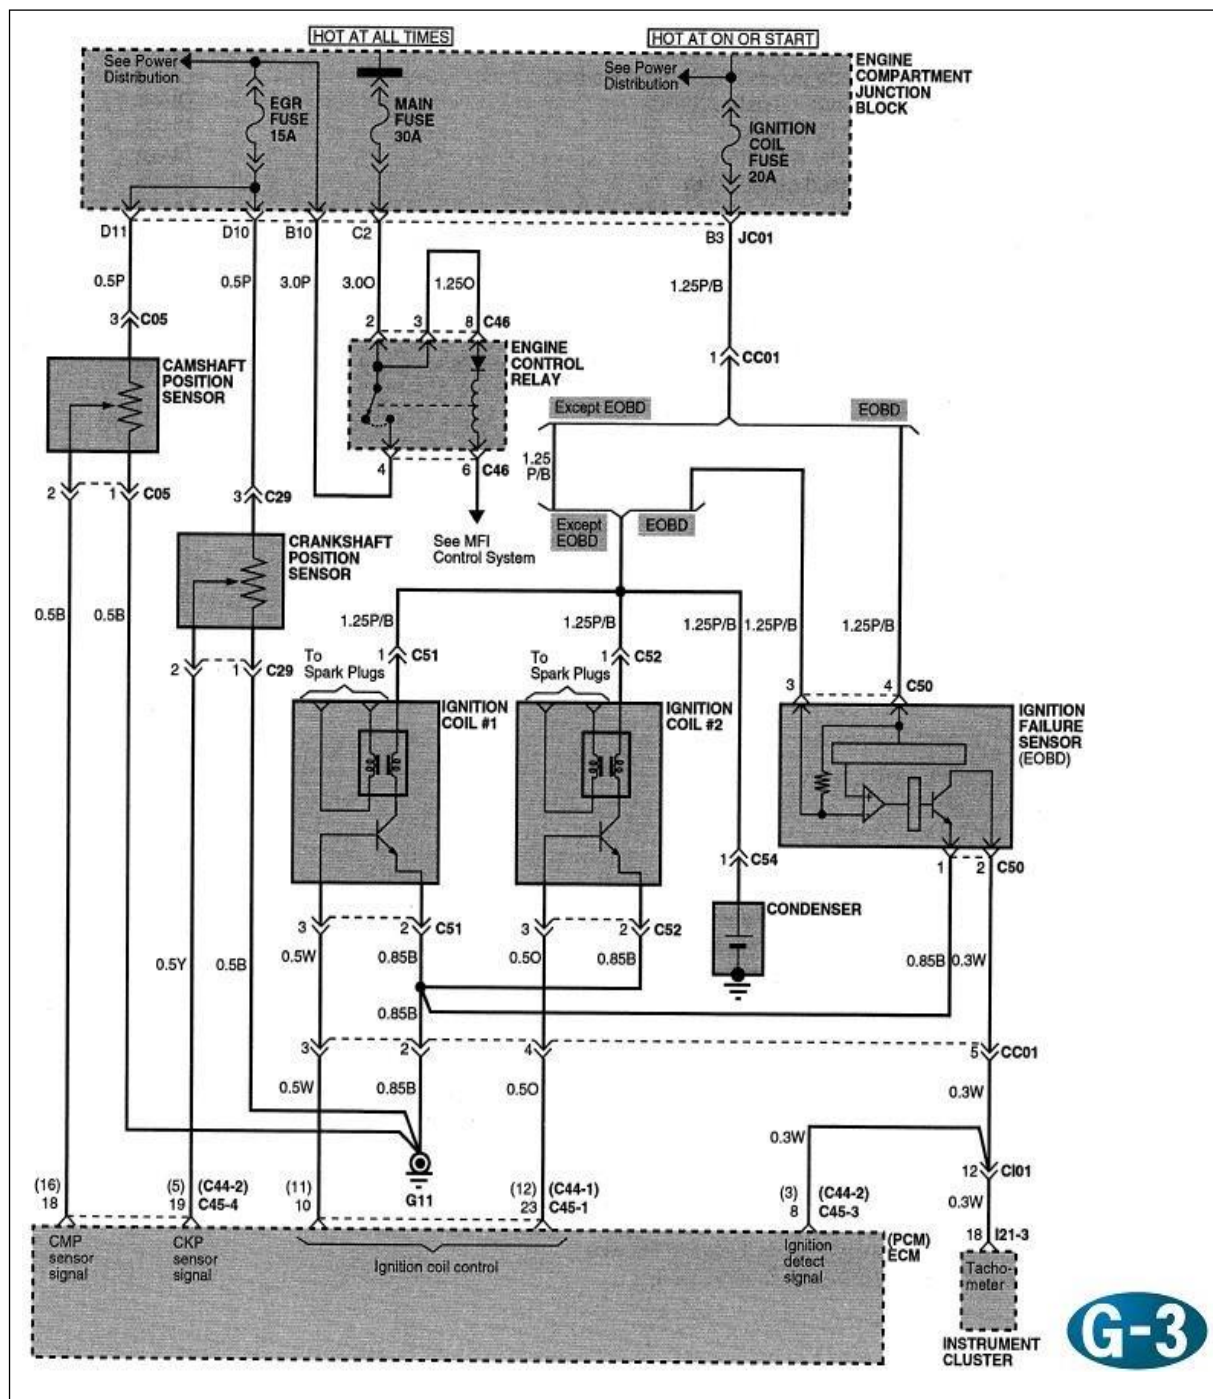 HOT AT ALL TIMES
HOT AT ON OR START
See Power
Distribution
EGR
FUSE
15A
MAIN
FUSE
30A
See Power
Distribution
IGNITION
COIL
FUSE
20A
ENGINE
COMPARTMENT
JUNCTION
BLOCK
D11
D10
B10
C2
B3
JC01
0.5P
0.5P
3.0P
3.0O
1.25O
1.25P/B
3
C05
2
3
8
C46
CAMSHAFT
POSITION
SENSOR
ENGINE
CONTROL
RELAY
1
CC01
Except EOBD
EOBD
1.25
P/B
4
6
C46
2
1
C05
3
C29
See MFI
Control System
Except
EOBD
EOBD
CRANKSHAFT
POSITION
SENSOR
0.5B
0.5B
1.25P/B
1.25P/B
1.25P/B
1.25P/B
1.25P/B
2
1
C29
To
Spark Plugs
1
C51
To
Spark Plugs
1
C52
3
4
C50
IGNITION
COIL #1
IGNITION
COIL #2
IGNITION
FAILURE
SENSOR
(EOBD)
1
C54
1
2
C50
CONDENSER
3
2
C51
3
2
C52
0.5Y
0.5B
0.5W
0.85B
0.5O
0.85B
0.85B
0.3W
0.85B
3
2
4
5
CC01
0.5W
0.85B
0.5O
0.3W
0.3W
12
CI01
G11
0.3W
(16)
18
(5)
19
(C44-2)
C45-4
(11)
10
(12)
23
(C44-1)
C45-1
(3)
8
(C44-2)
C45-3
18
I21-3
CMP
sensor
signal
CKP
sensor
signal
Ignition coil control
Ignition
detect
signal
(PCM)
ECM
Tacho-
meter
INSTRUMENT
CLUSTER
G-3